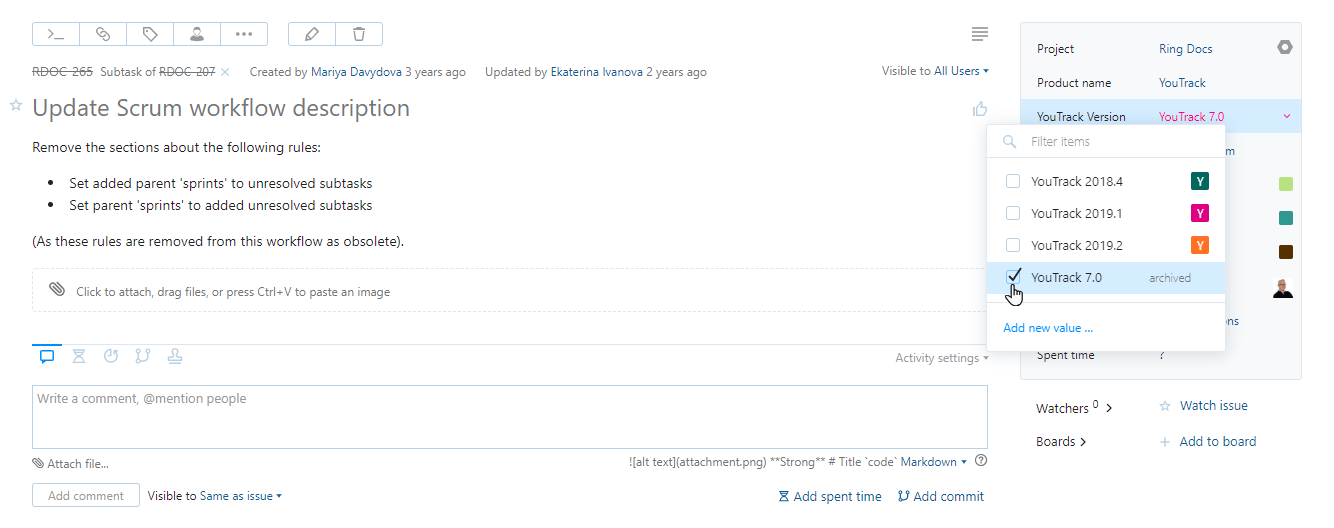 RDOC-265 Subtask of RDOC-207 Created by Mariya Davydova 3 years ago Updated by Ekaterina Ivanova 2 years ago Visible to All Users
Update Scrum workflow description
Remove the sections about the following rules:
• Set added parent 'sprints' to unresolved subtasks
• Set parent 'sprints' to added unresolved subtasks
(As these rules are removed from this workflow as obsolete).
Click to attach, drag files, or press Ctrl+V to paste an image
Activity settings
Write a comment, @mention people
Attach file...
![alt text](attachment.png) **Strong** # Title `code` Markdown
Add comment Visible to Same as issue
Add spent time Add commit
Project Ring Docs
Product name YouTrack
YouTrack Version YouTrack 7.0
Filter items
YouTrack 2018.4 Y
YouTrack 2019.1 Y
YouTrack 2019.2 Y
YouTrack 7.0 archived
Add new value ...
Spent time ?
Watchers 0
Watch issue
Boards
Add to board